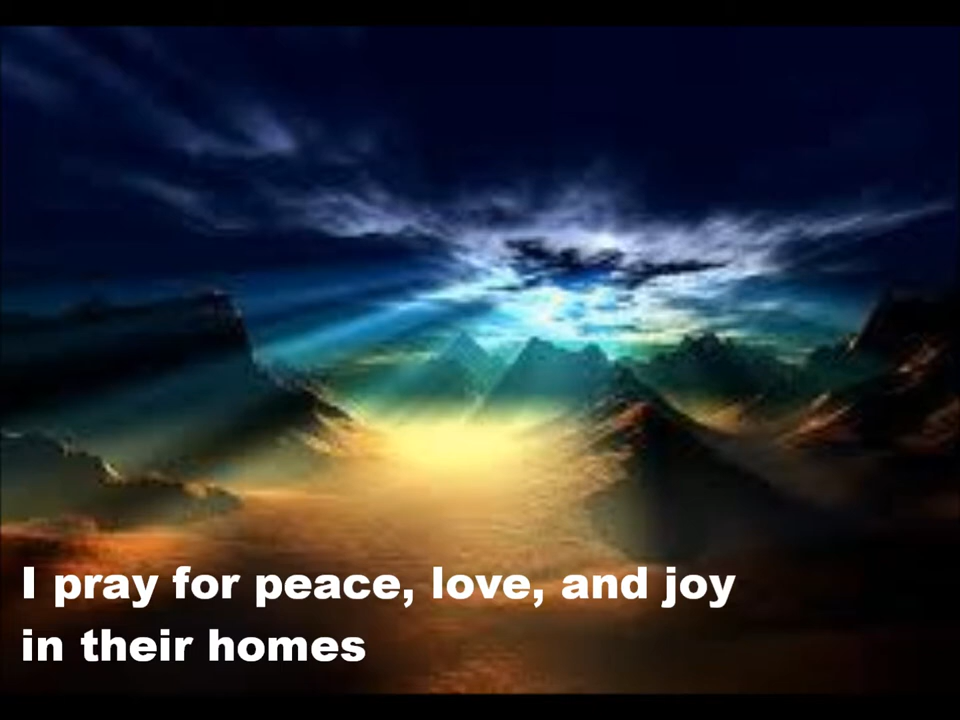 I pray for peace, love, and joy
in their homes